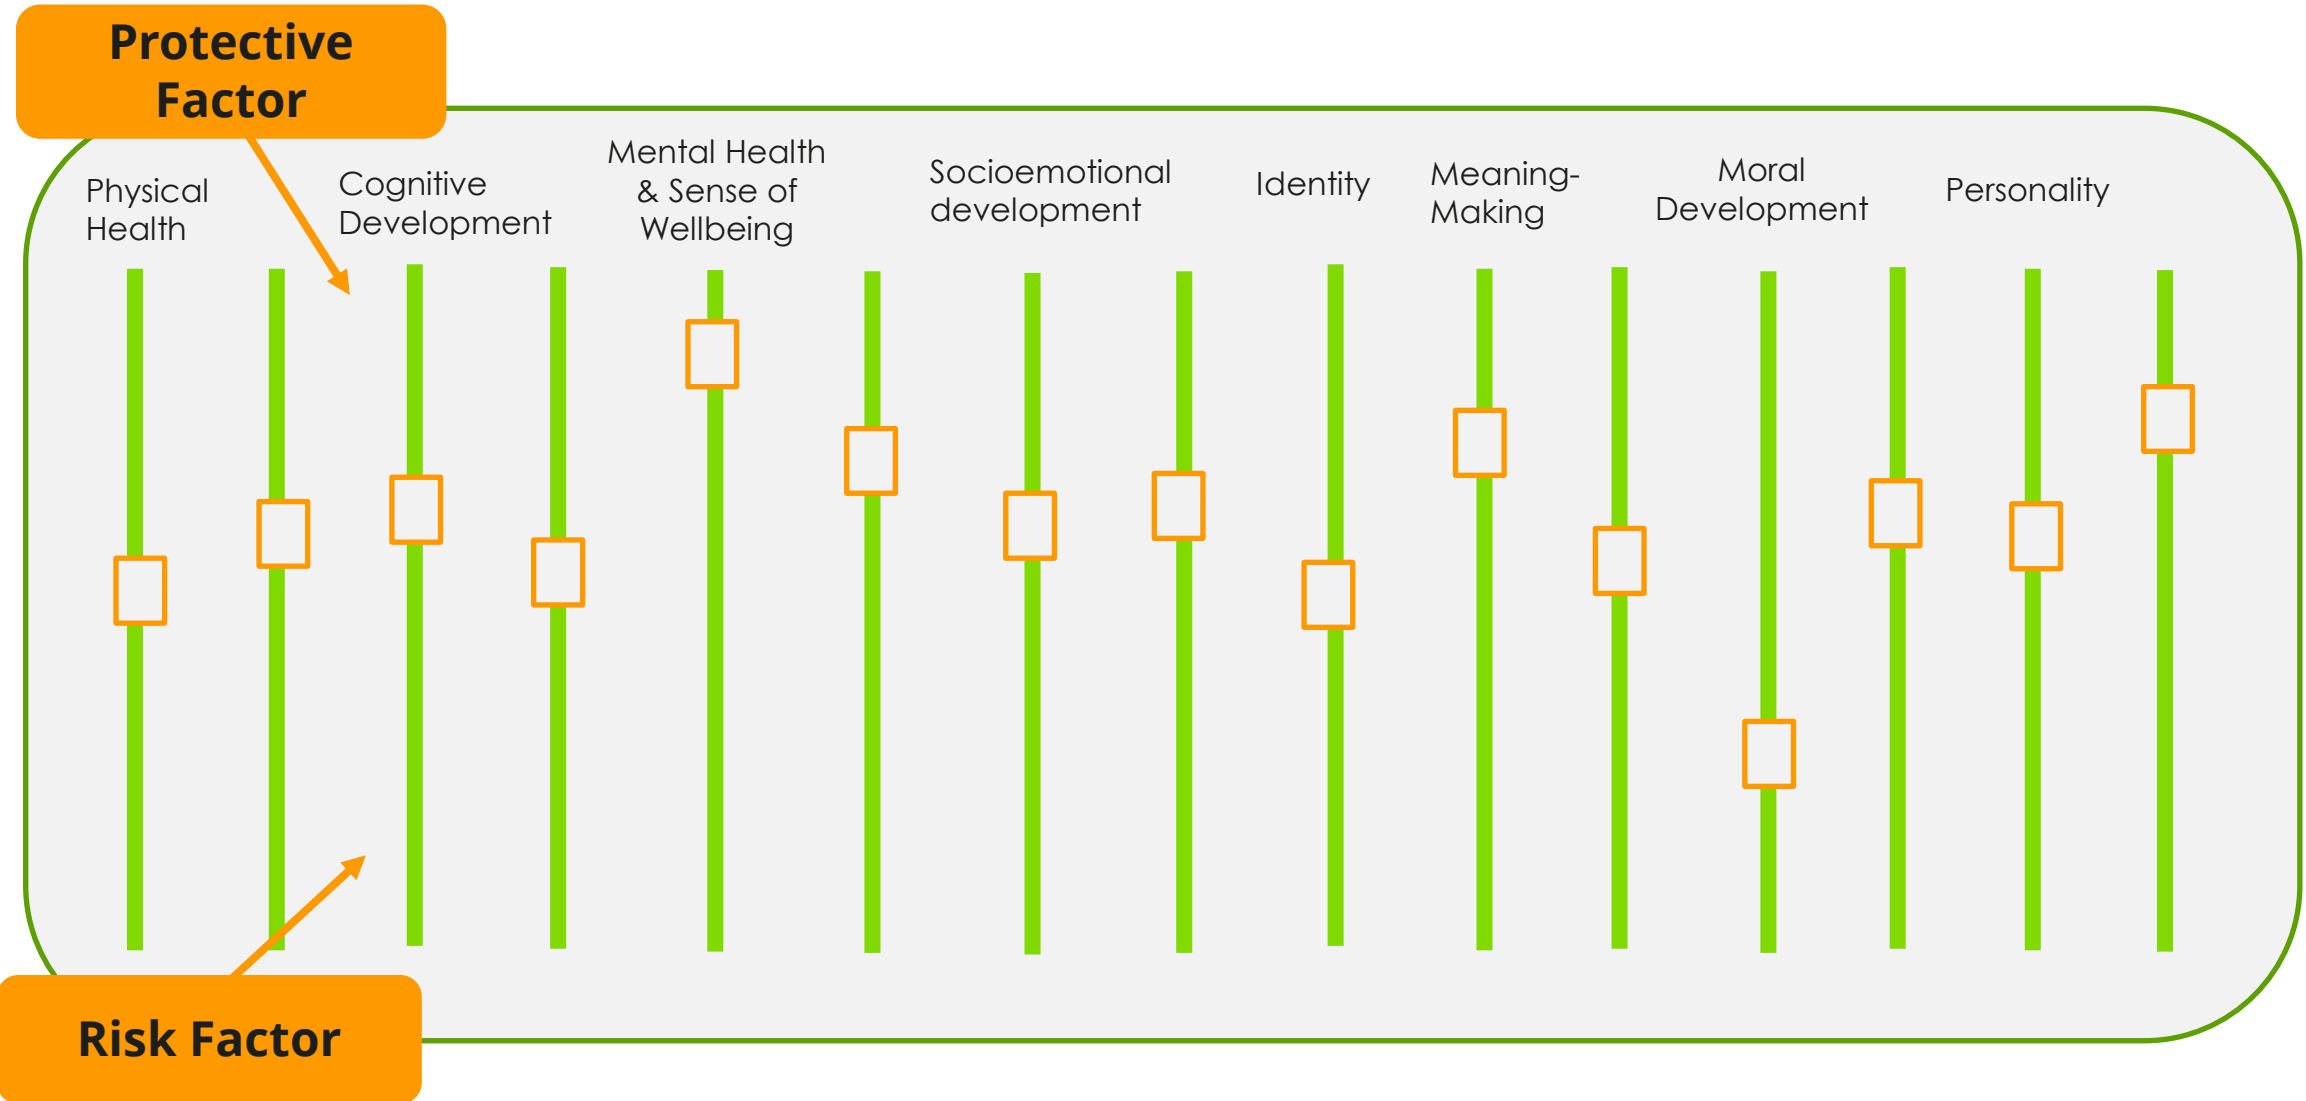 Protective
Factor
Physical
Health
Cognitive
Development
Mental Health
& Sense of
Wellbeing
Socioemotional
development
Identity
Meaning-
Making
Moral
Development
Personality
Risk Factor